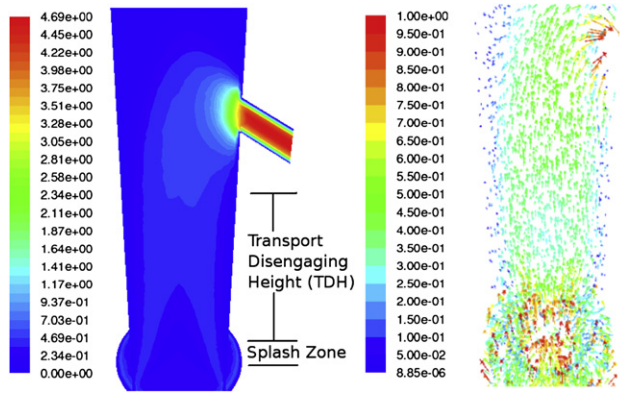 4.69e+00
4.45e+00
4.22e+00
3.98e+00
3.75e+00
3.51e+00
3.28e+00
3.05e+00
2.81e+00
2.58e+00
2.34e+00
2.11e+00
1.87e+00
1.64e+00
1.41e+00
1.17e+00
9.37e-01
7.03e-01
4.69e-01
2.34e-01
0.00e+00
Transport
Disengaging
Height (TDH)
Splash Zone
1.00e+00
9.50e-01
9.00e-01
8.50e-01
8.00e-01
7.50e-01
7.00e-01
6.50e-01
6.00e-01
5.50e-01
5.00e-01
4.50e-01
4.00e-01
3.50e-01
3.00e-01
2.50e-01
2.00e-01
1.50e-01
1.00e-01
5.00e-02
8.85e-06